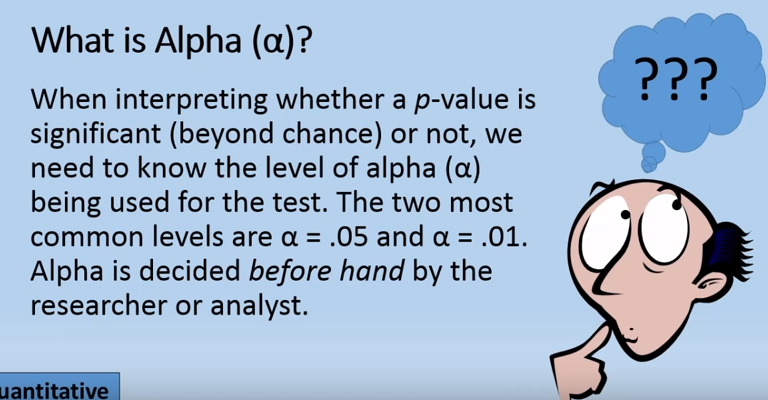 What is Alpha (α)?
???
When interpreting whether a p-value is
significant (beyond chance) or not, we
need to know the level of alpha (α)
being used for the test. The two most
common levels are α = .05 and α = .01.
Alpha is decided before hand by the
researcher or analyst.
uantitative